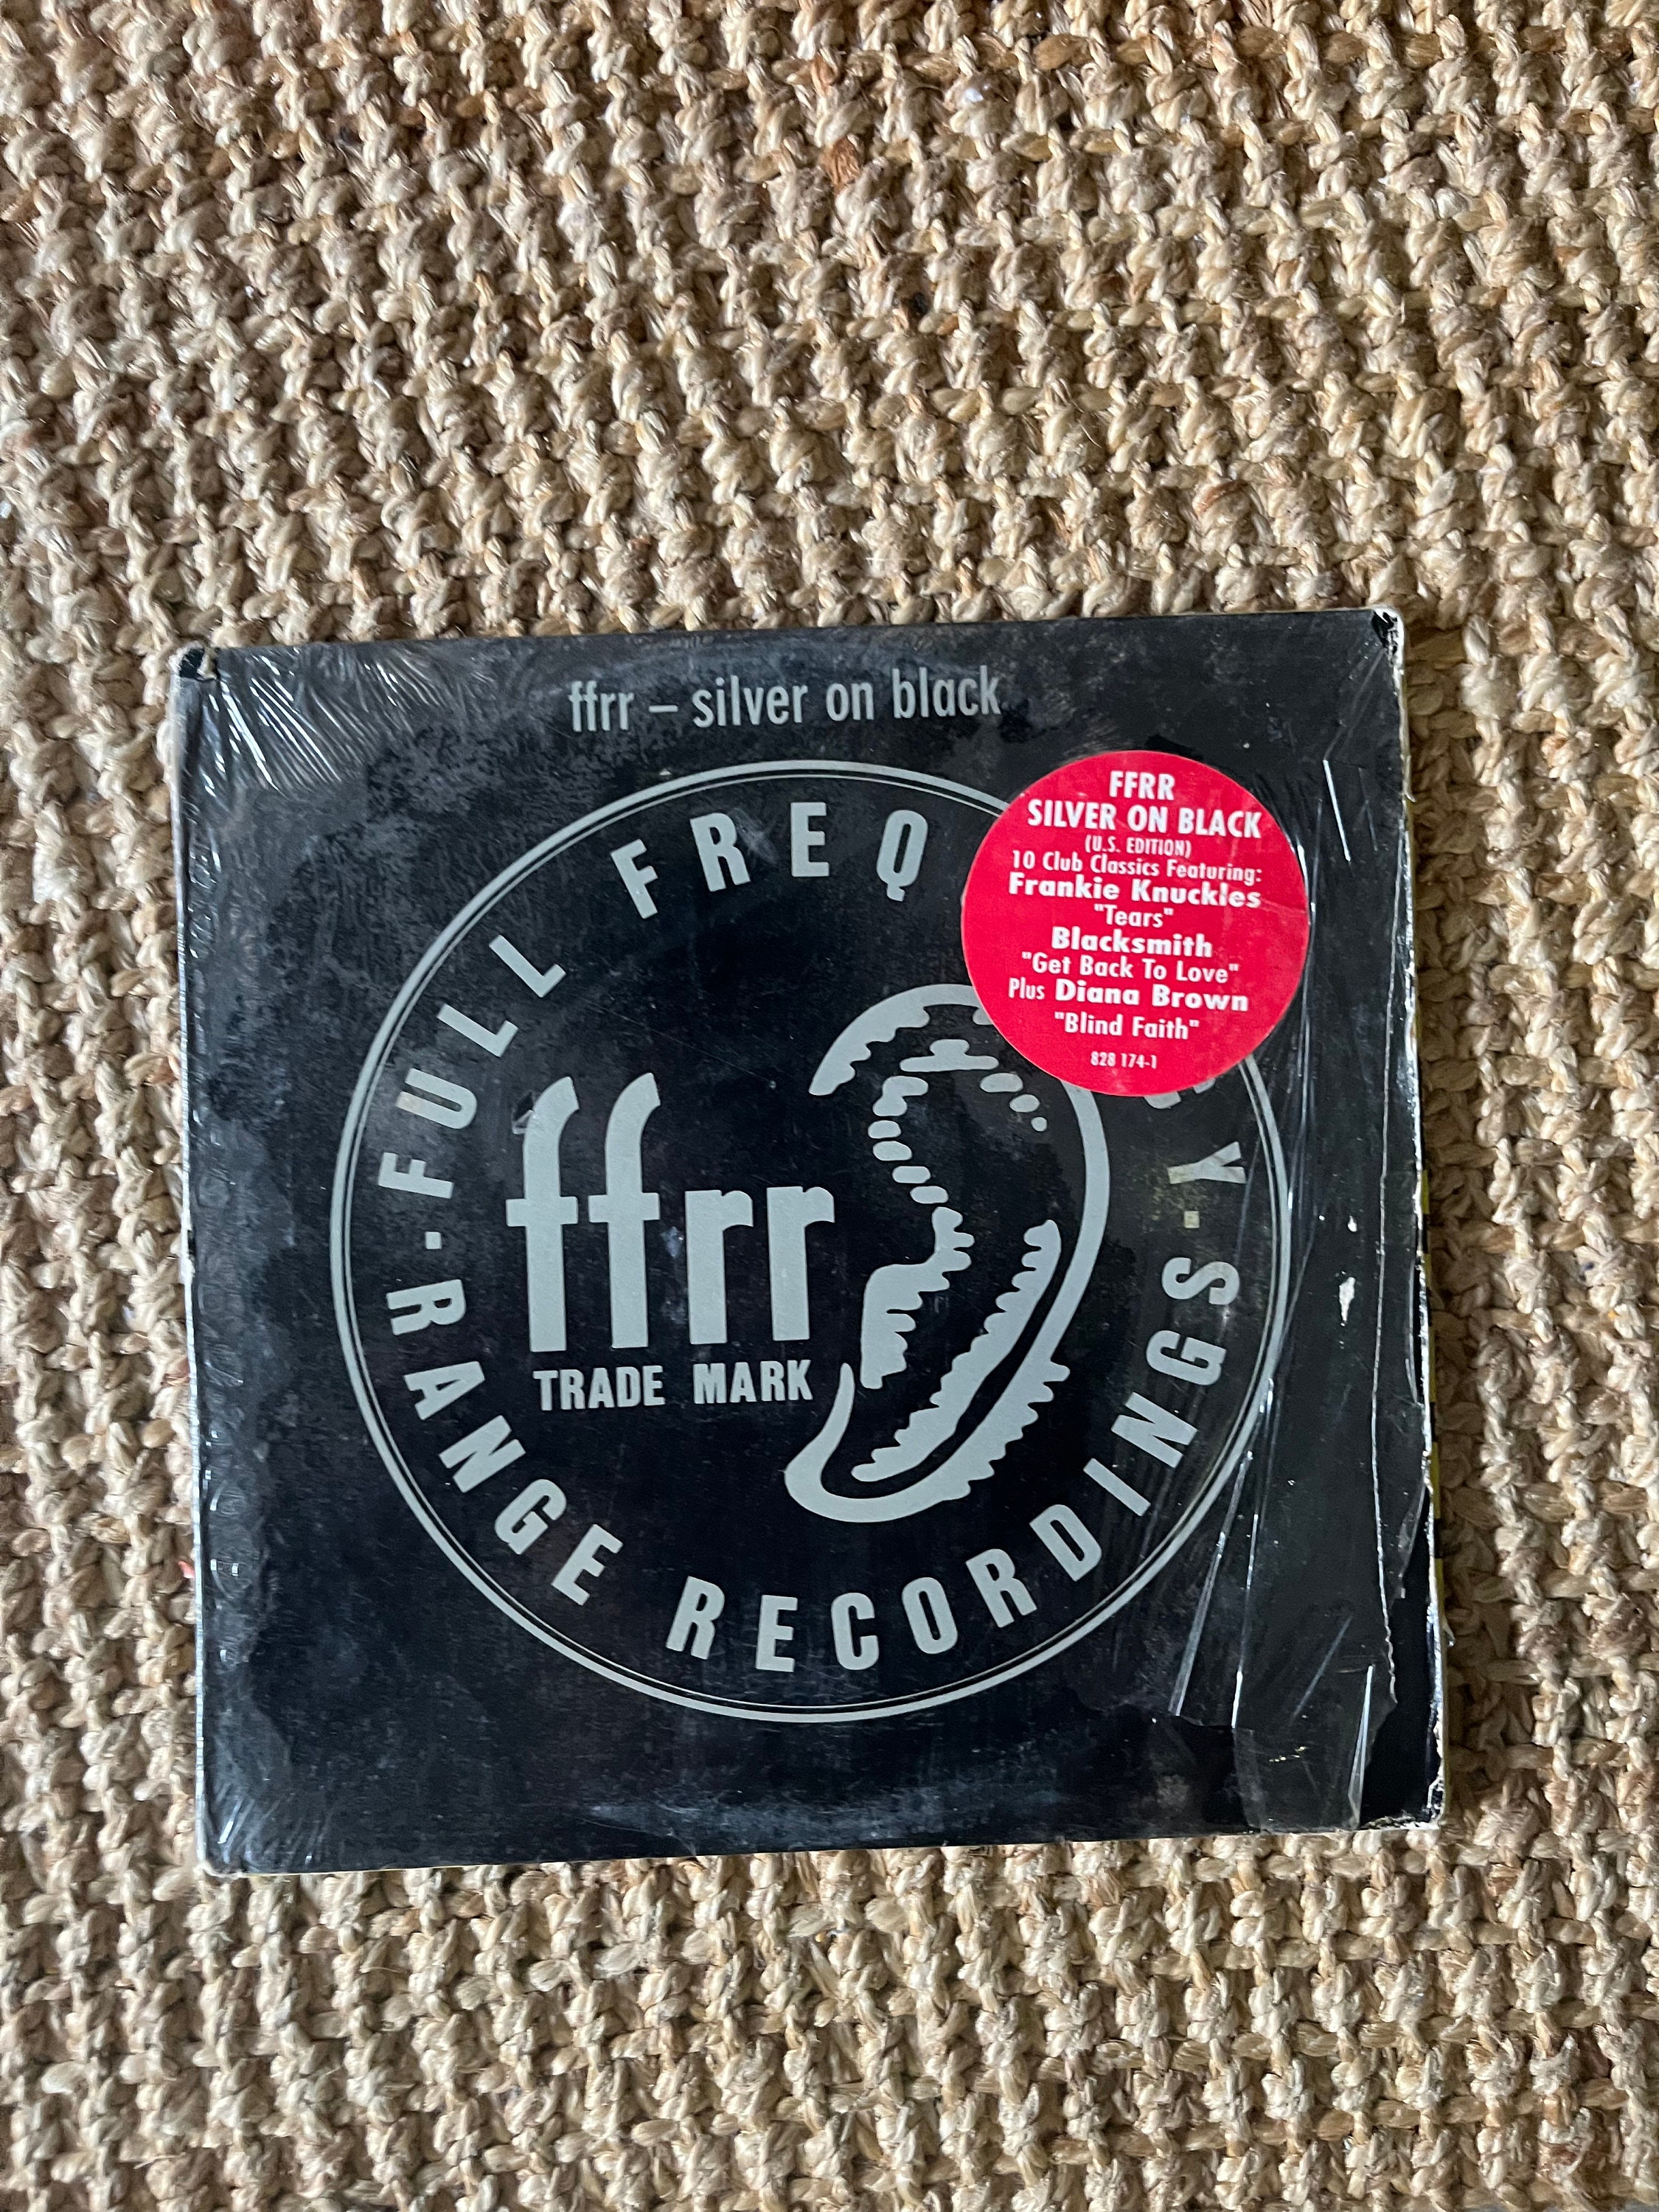 ffrr – silver on black
FFRR
SILVER ON BLACK
(U.S. EDITION)
10 Club Classics Featuring:
Frankie Knuckles
"Tears"
Blacksmith
"Get Back To Love"
Plus Diana Brown
"Blind Faith"
828 174-1
FULL FREQ Y · RANGE RECORDINGS ·
ffrr
TRADE MARK